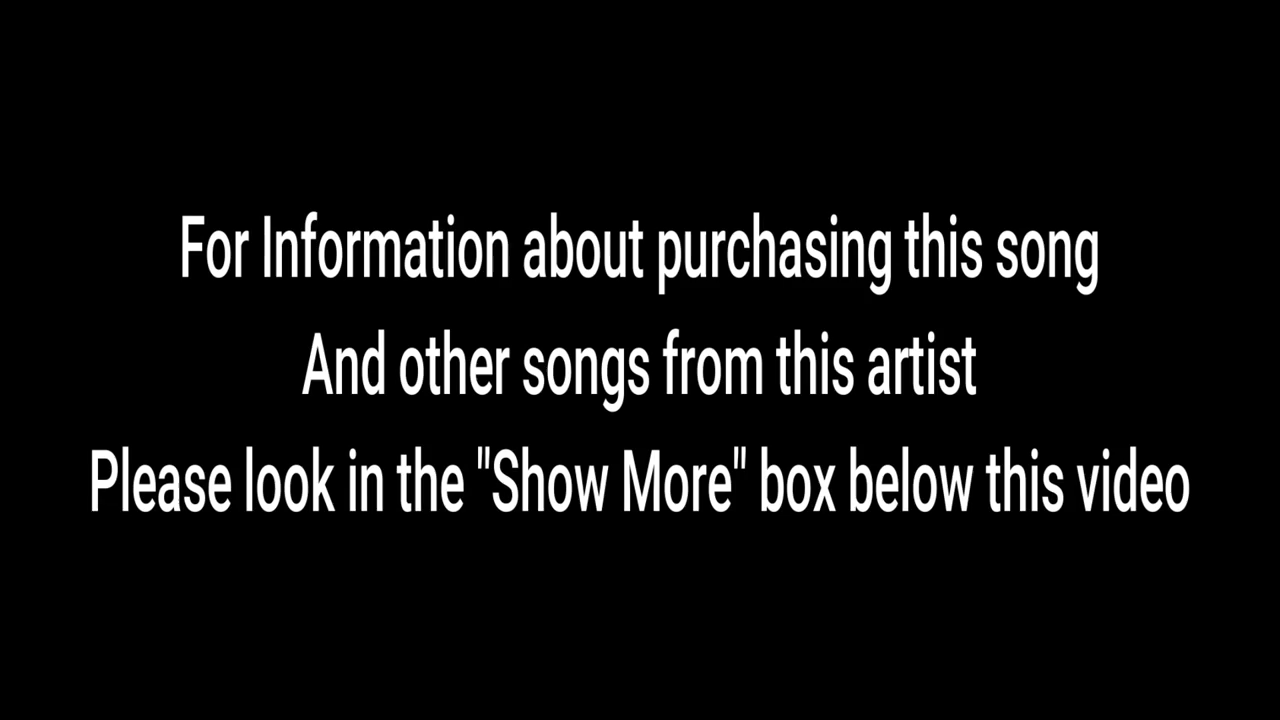 For Information about purchasing this song
And other songs from this artist
Please look in the "Show More" box below this video